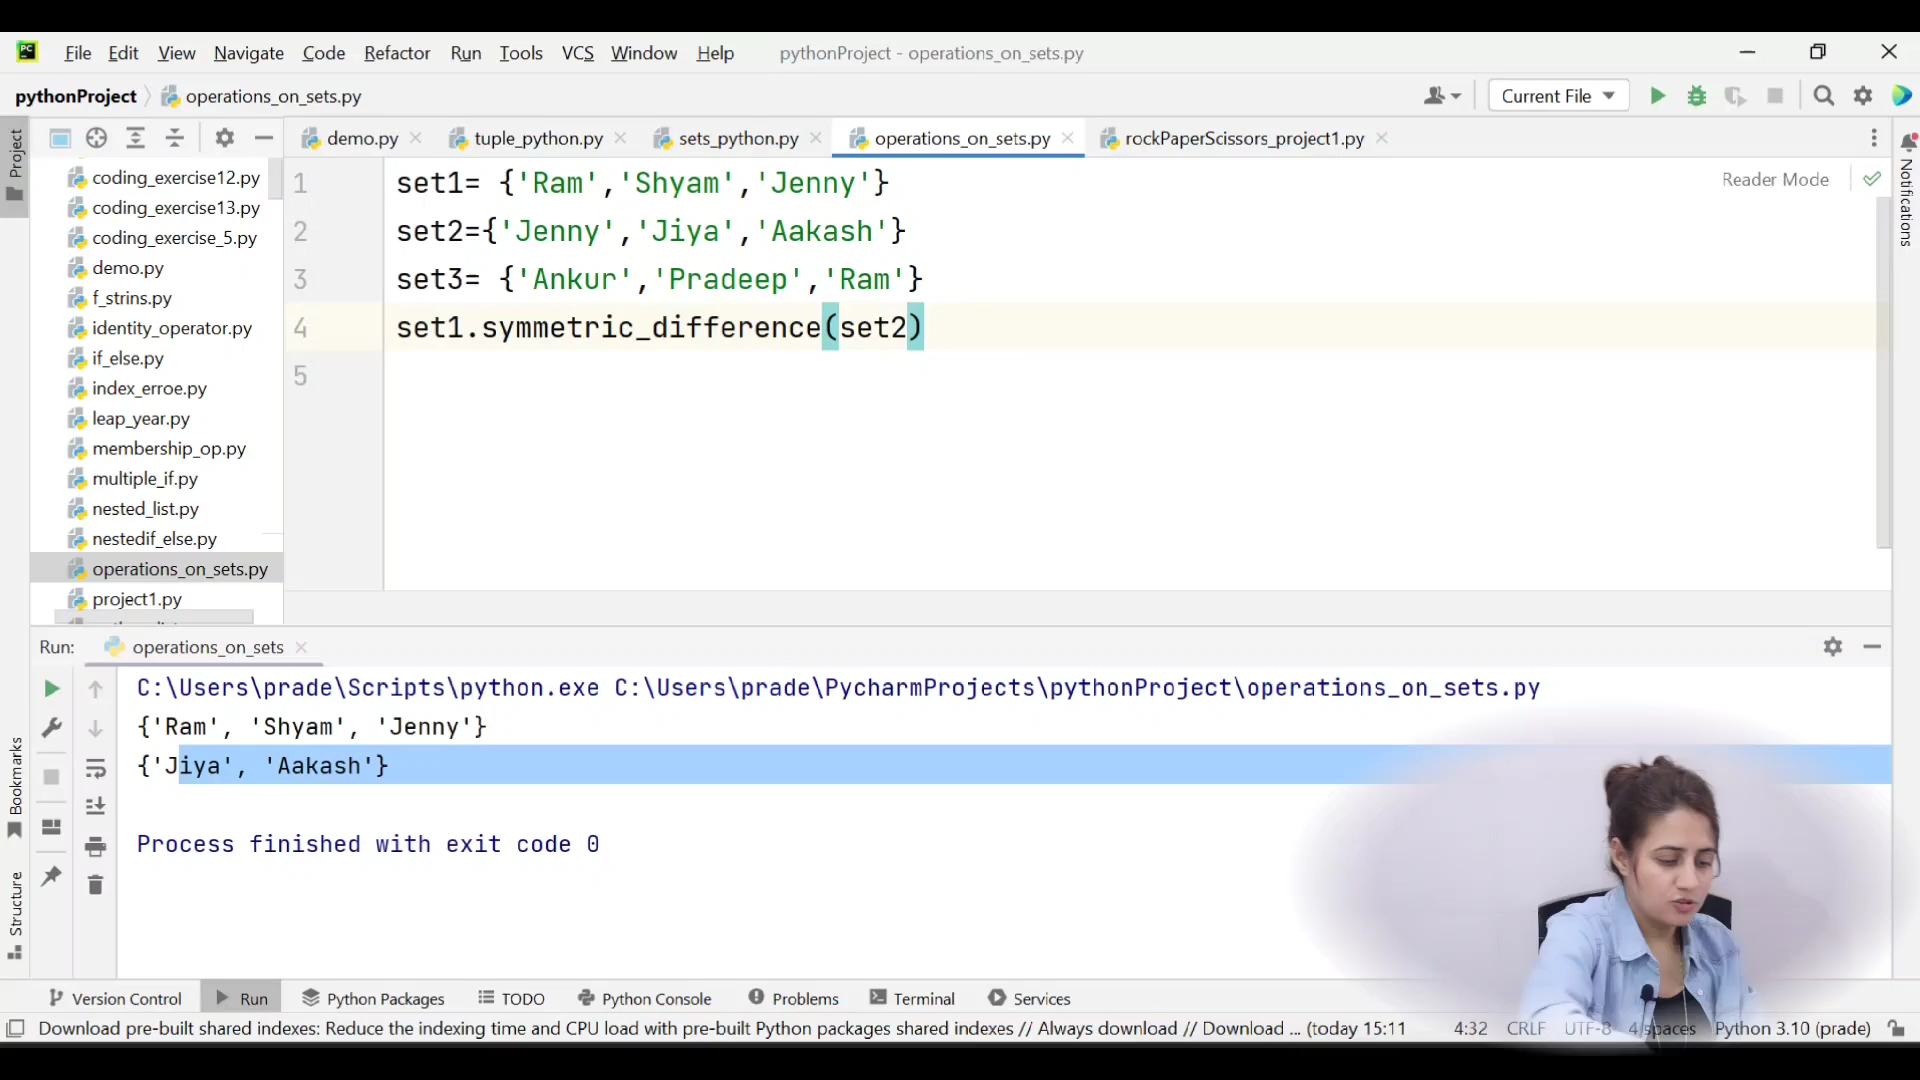 PC File Edit View Navigate Code Refactor Run Tools VCS Window Help pythonProject - operations_on_sets.py
pythonProject operations_on_sets.py Current File
Project
demo.py tuple_python.py sets_python.py operations_on_sets.py rockPaperScissors_project1.py
Notifications
coding_exercise12.py
coding_exercise13.py
coding_exercise_5.py
demo.py
f_strins.py
identity_operator.py
if_else.py
index_erroe.py
leap_year.py
membership_op.py
multiple_if.py
nested_list.py
nestedif_else.py
operations_on_sets.py
project1.py
1 set1= {'Ram','Shyam','Jenny'}
Reader Mode
2 set2={'Jenny','Jiya','Aakash'}
3 set3= {'Ankur','Pradeep','Ram'}
4 set1.symmetric_difference(set2)
5
Run: operations_on_sets
C:\Users\prade\Scripts\python.exe C:\Users\prade\PycharmProjects\pythonProject\operations_on_sets.py
{'Ram', 'Shyam', 'Jenny'}
{'Jiya', 'Aakash'}
Process finished with exit code 0
Bookmarks
Structure
Version Control Run Python Packages TODO Python Console Problems Terminal Services
Download pre-built shared indexes: Reduce the indexing time and CPU load with pre-built Python packages shared indexes // Always download // Download ... (today 15:11 4:32 CRLF UTF-8 4 spaces Python 3.10 (prade)